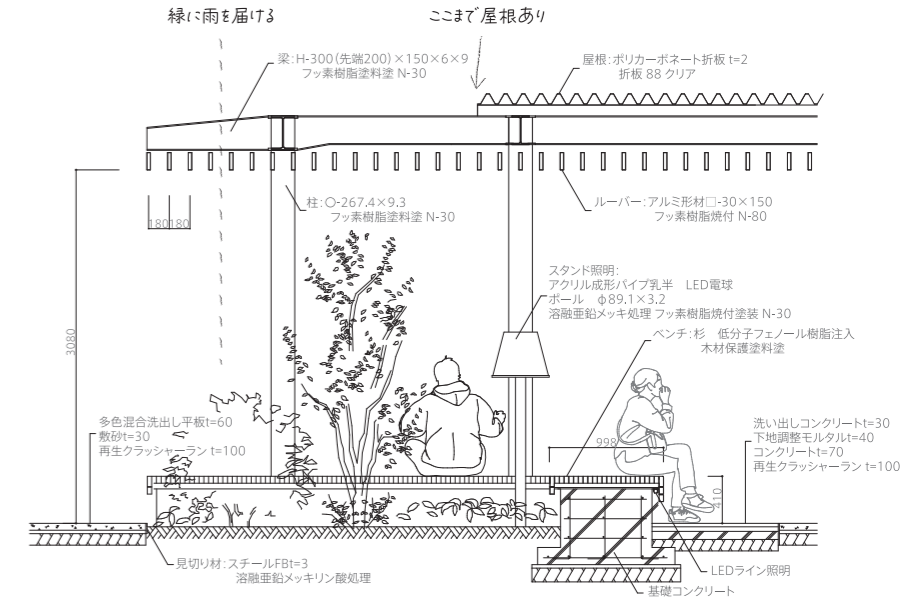 緑に雨を届ける
ここまで屋根あり
梁：H-300（先端200）×150×6×9
フッ素樹脂塗料塗 N-30
屋根：ポリカーボネート折板 t=2
折板 88 クリア
180
180
柱：○-267.4×9.3
フッ素樹脂塗料塗 N-30
ルーバー：アルミ形材□-30×150
フッ素樹脂焼付 N-80
スタンド照明：
アクリル成形パイプ乳半　LED電球
ポール　φ89.1×3.2
溶融亜鉛メッキ処理 フッ素樹脂焼付塗装 N-30
ベンチ：杉　低分子フェノール樹脂注入
木材保護塗料塗
3080
多色混合洗出し平板t=60
敷砂t=30
再生クラッシャーラン t=100
998
洗い出しコンクリートt=30
下地調整モルタルt=40
コンクリートt=70
再生クラッシャーラン t=100
410
見切り材：スチールFBt=3
溶融亜鉛メッキリン酸処理
LEDライン照明
基礎コンクリート